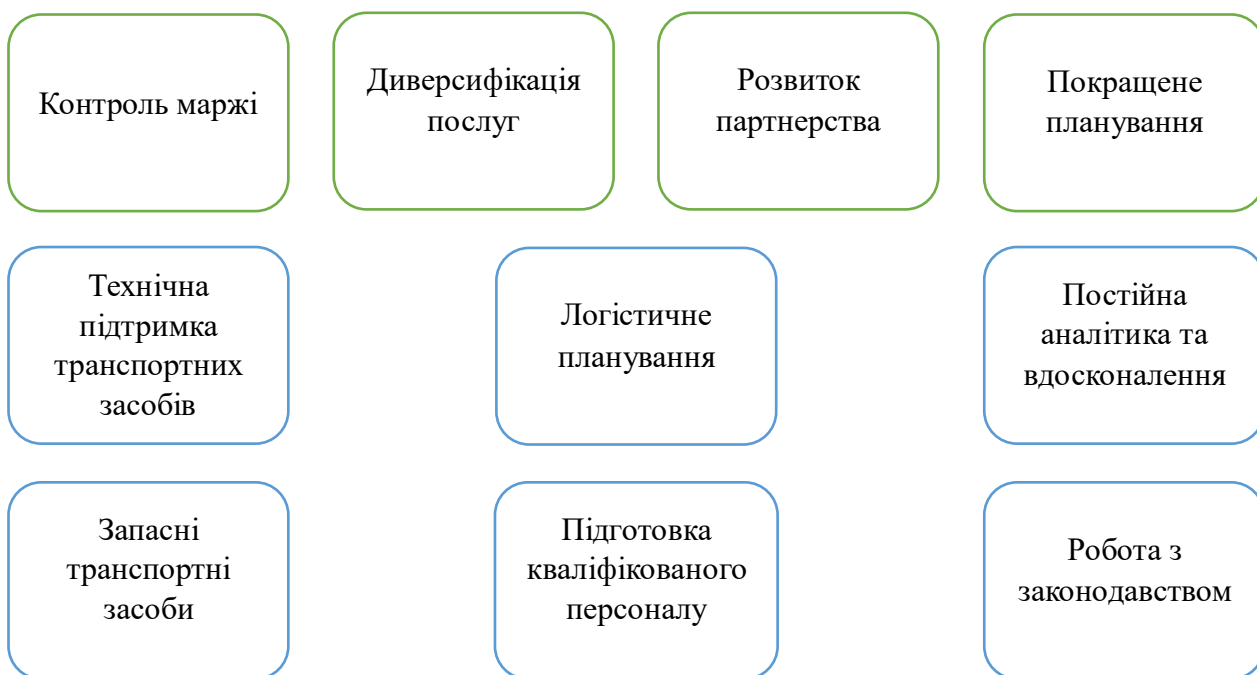 Контроль маржі
Диверсифікація
послуг
Розвиток
партнерства
Покращене
планування
Технічна
підтримка
транспортних
засобів
Логістичне
планування
Постійна
аналітика та
вдосконалення
Запасні
транспортні
засоби
Підготовка
кваліфікованого
персоналу
Робота з
законодавством